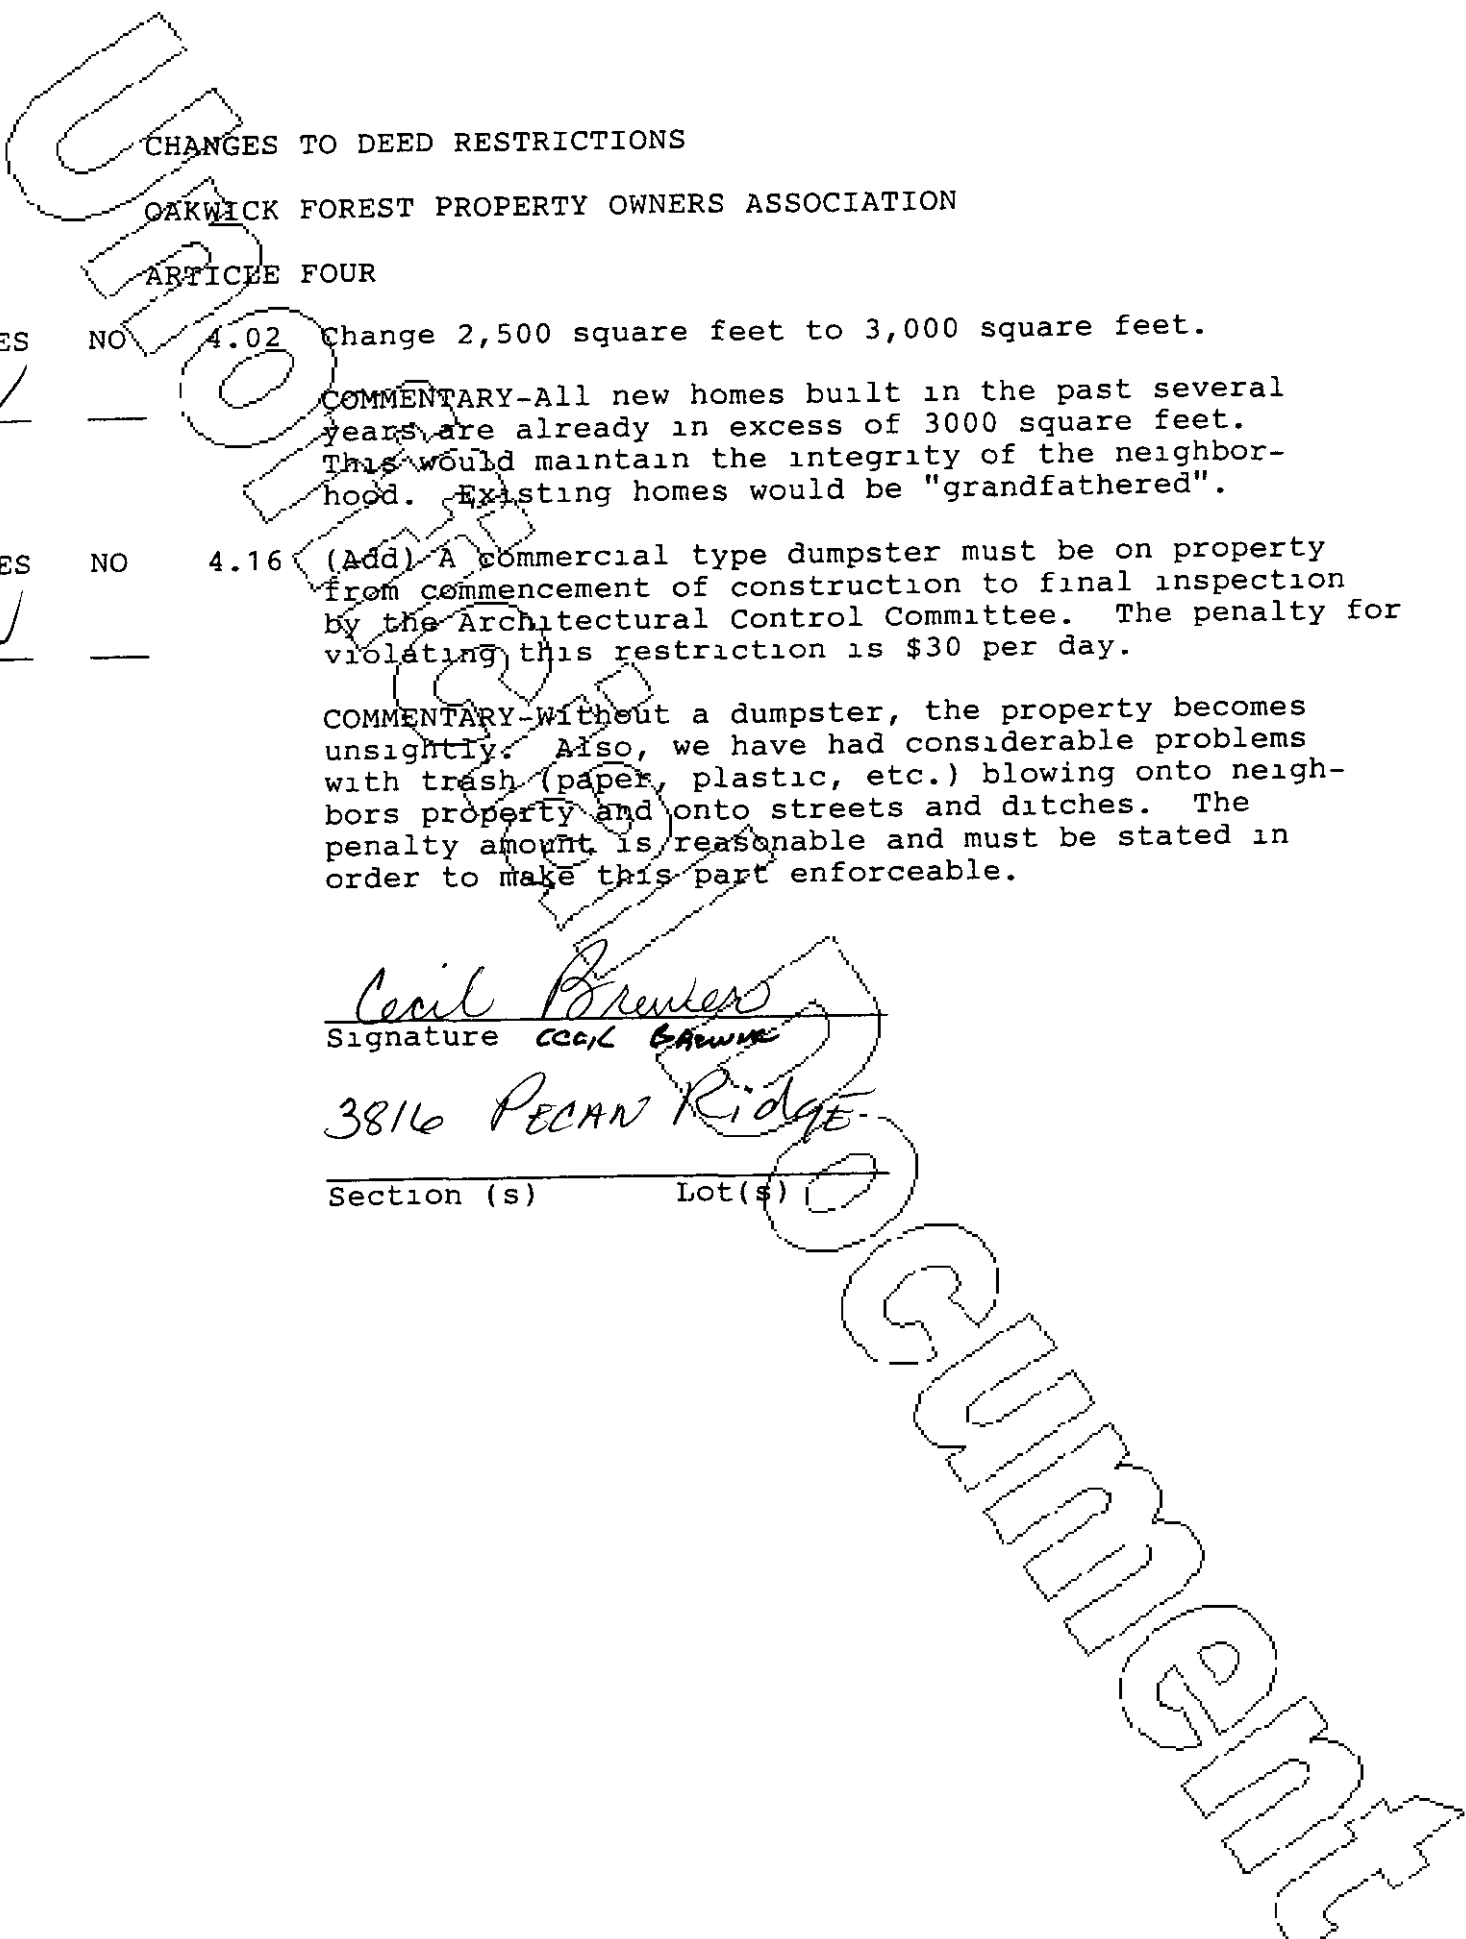 CHANGES TO DEED RESTRICTIONS
OAKWICK FOREST PROPERTY OWNERS ASSOCIATION
ARTICLE FOUR
ES NO 4.02 Change 2,500 square feet to 3,000 square feet.
COMMENTARY-All new homes built in the past several
years are already in excess of 3000 square feet.
This would maintain the integrity of the neighbor-
hood. Existing homes would be "grandfathered".
ES NO 4.16 (Add) A commercial type dumpster must be on property
from commencement of construction to final inspection
by the Architectural Control Committee. The penalty for
violating this restriction is $30 per day.
COMMENTARY-Without a dumpster, the property becomes
unsightly. Also, we have had considerable problems
with trash (paper, plastic, etc.) blowing onto neigh-
bors property and onto streets and ditches. The
penalty amount is reasonable and must be stated in
order to make this part enforceable.
Cecil Brewer
Signature CECIL
3816 PECAN RidgE
Section (s) Lot(s)
Unofficial Document